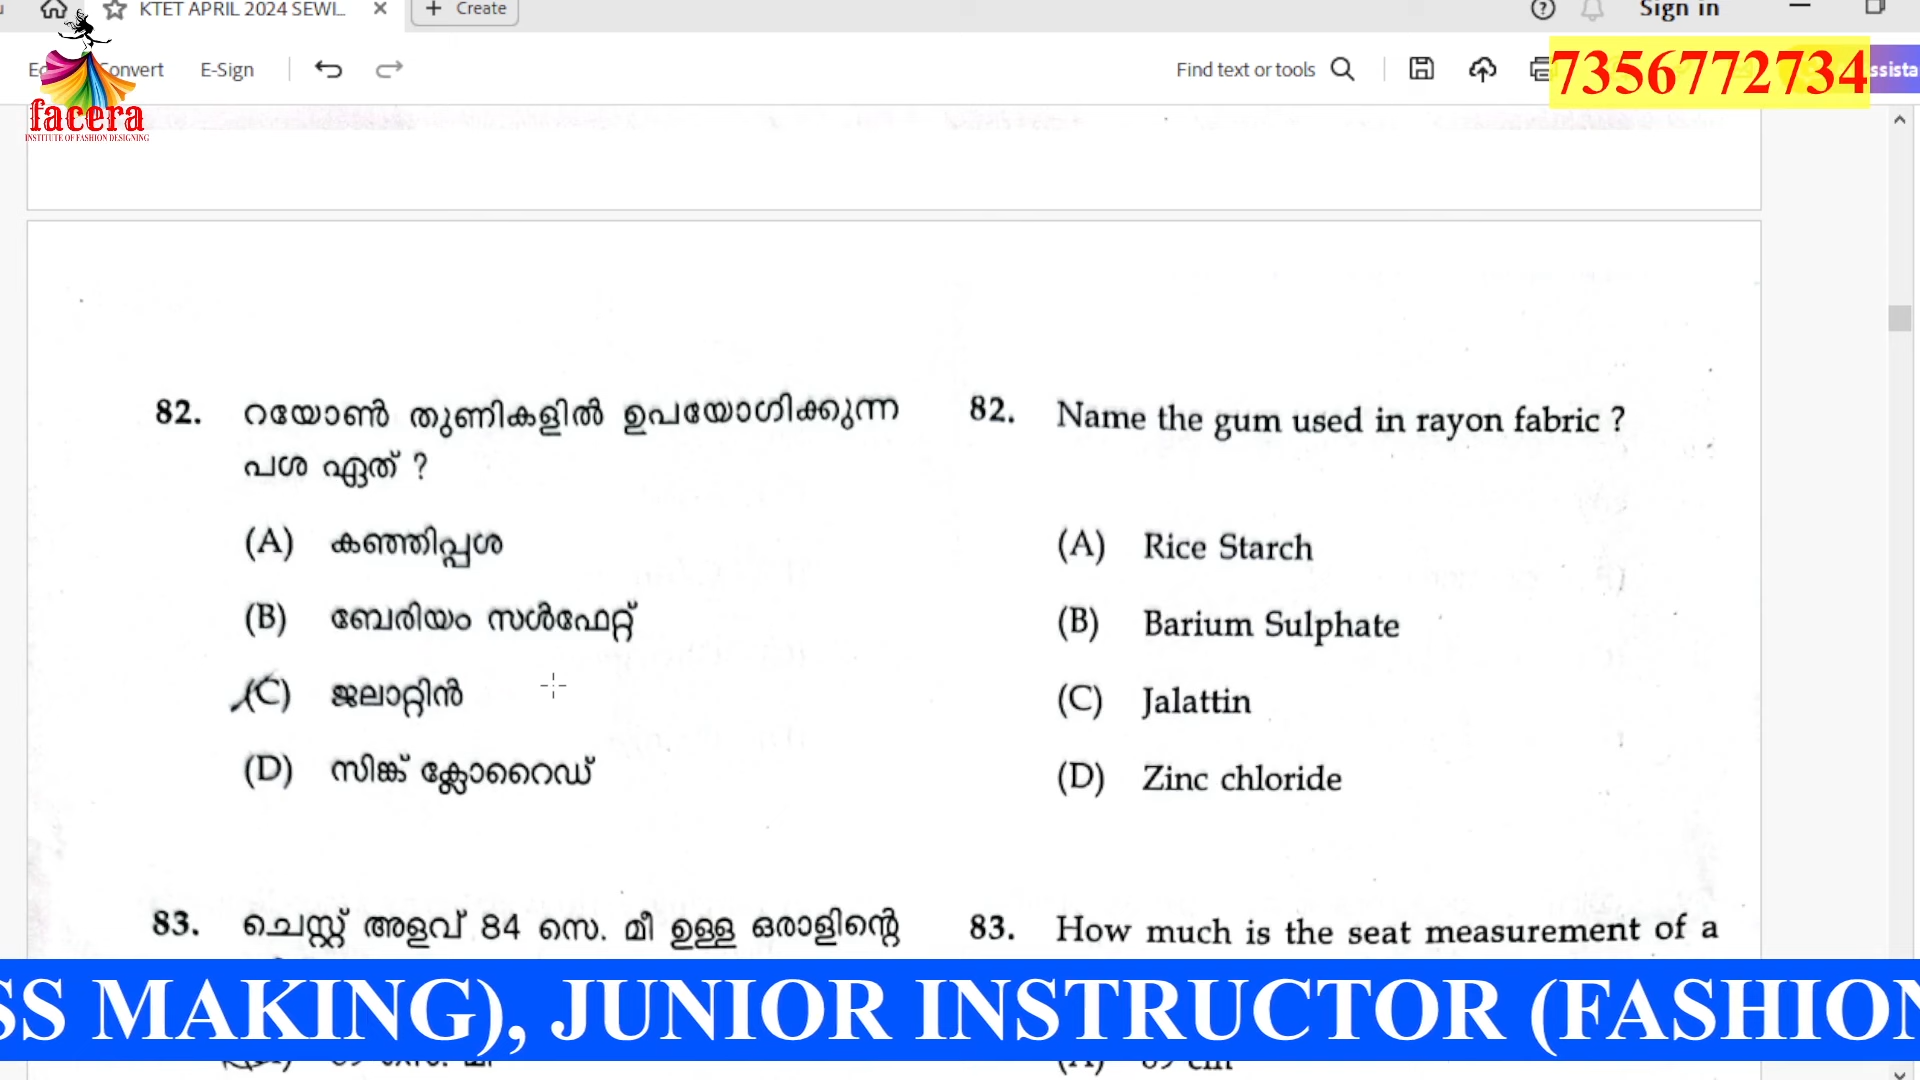 KTET APRIL 2024 SEWI...
Create
Sign in
Convert
E-Sign
Find text or tools
7356772734
facera
INSTITUTE OF FASHION DESIGNING
82. റയോൺ തുണികളിൽ ഉപയോഗിക്കുന്ന
പശ ഏത് ?
(A) കഞ്ഞിപ്പശ
(B) ബേരിയം സൾഫേറ്റ്
(C) ജലാറ്റിൻ
(D) സിങ്ക് ക്ലോറൈഡ്
83. ചെസ്റ്റ് അളവ് 84 സെ. മീ ഉള്ള ഒരാളിന്റെ
82. Name the gum used in rayon fabric ?
(A) Rice Starch
(B) Barium Sulphate
(C) Jalattin
(D) Zinc chloride
83. How much is the seat measurement of a
SS MAKING), JUNIOR INSTRUCTOR (FASHION